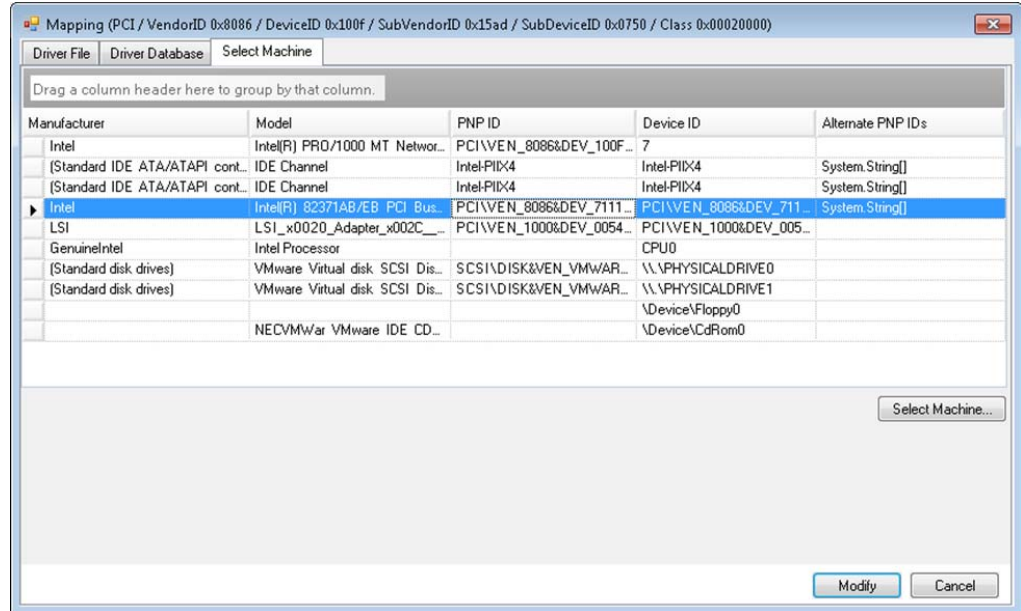 Mapping (PCI / VendorID 0x8086 / DeviceID 0x100f / SubVendorID 0x15ad / SubDeviceID 0x0750 / Class 0x00020000)
Driver File Driver Database Select Machine
Drag a column header here to group by that column.
Manufacturer Model PNP ID Device ID Alternate PNP IDs
Intel Intel(R) PRO/1000 MT Networ... PCI\VEN_8086&DEV_100F... 7
(Standard IDE ATA/ATAPI cont... IDE Channel Intel-PIIX4 Intel-PIIX4 System.String[]
(Standard IDE ATA/ATAPI cont... IDE Channel Intel-PIIX4 Intel-PIIX4 System.String[]
Intel Intel(R) 82371AB/EB PCI Bus... PCI\VEN_8086&DEV_7111... PCI\VEN_8086&DEV_711... System.String[]
LSI LSI_x0020_Adapter_x002C__... PCI\VEN_1000&DEV_0054... PCI\VEN_1000&DEV_005...
GenuineIntel Intel Processor CPU0
(Standard disk drives) VMware Virtual disk SCSI Dis... SCSI\DISK&VEN_VMWAR... \\.\PHYSICALDRIVE0
(Standard disk drives) VMware Virtual disk SCSI Dis... SCSI\DISK&VEN_VMWAR... \\.\PHYSICALDRIVE1
\Device\Floppy0
NECVMWar VMware IDE CD... \Device\CdRom0
Select Machine...
Modify Cancel